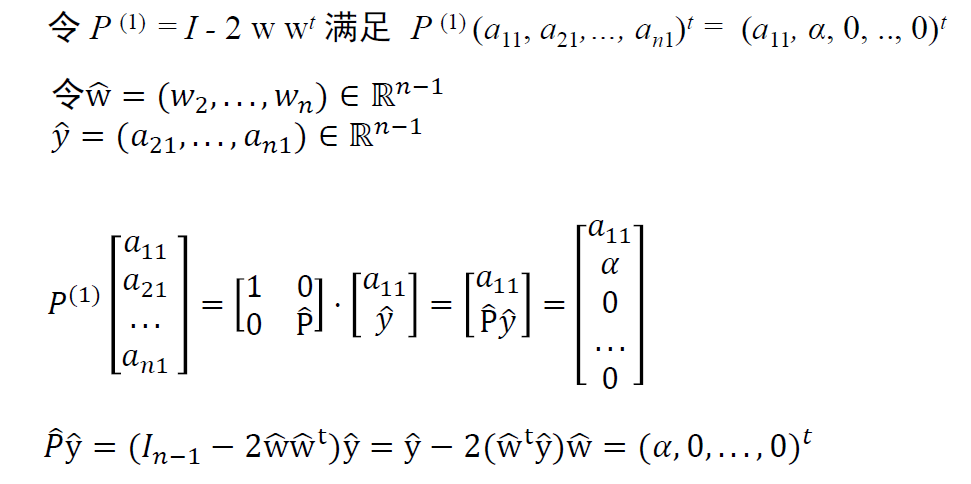 令 P ⁽¹⁾ = I - 2 w wᵗ 满足 P ⁽¹⁾ (a₁₁, a₂₁, ..., aₙ₁)ᵗ = (a₁₁, α, 0, .., 0)ᵗ
令ŵ = (w₂, . . . , wₙ) ∈ ℝⁿ⁻¹
ŷ = (a₂₁, . . . , aₙ₁) ∈ ℝⁿ⁻¹
P⁽¹⁾ [a₁₁ a₂₁ ... aₙ₁] = [1 0 0 P̂] · [a₁₁ ŷ] = [a₁₁ P̂ŷ] = [a₁₁ α 0 ... 0]
P̂ŷ = (Iₙ₋₁ − 2ŵŵᵗ)ŷ = ŷ − 2(ŵᵗŷ)ŵ = (α, 0, . . . , 0)ᵗ